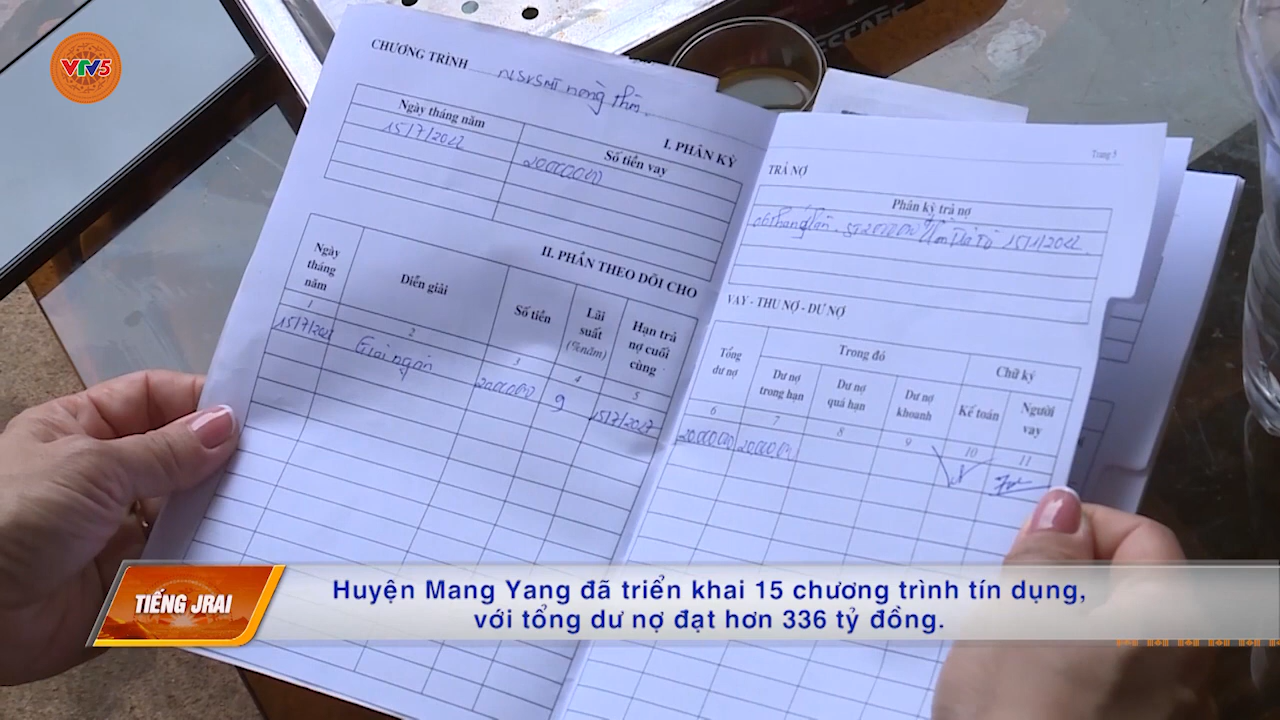 VTV5
CHƯƠNG TRÌNH
nông thôn
I. PHÂN KỲ
Ngày tháng năm
Số tiền vay
15/7/2022
20000000
II. PHẦN THEO DÕI CHO
Ngày tháng năm
Diễn giải
Số tiền
Lãi suất (%năm)
Hạn trả nợ cuối cùng
1 2 3 4 5
15/7/2022 Giải ngân 20000000 9 15/7/2027
Trang 5
TRẢ NỢ
Phân kỳ trả nợ
VAY - THU NỢ - DƯ NỢ
Tổng dư nợ
Trong đó
Chữ ký
Dư nợ trong hạn
Dư nợ quá hạn
Dư nợ khoanh
Kế toán
Người vay
6 7 8 9 10 11
20000000 20000000
TIẾNG JRAI
Huyện Mang Yang đã triển khai 15 chương trình tín dụng,
với tổng dư nợ đạt hơn 336 tỷ đồng.